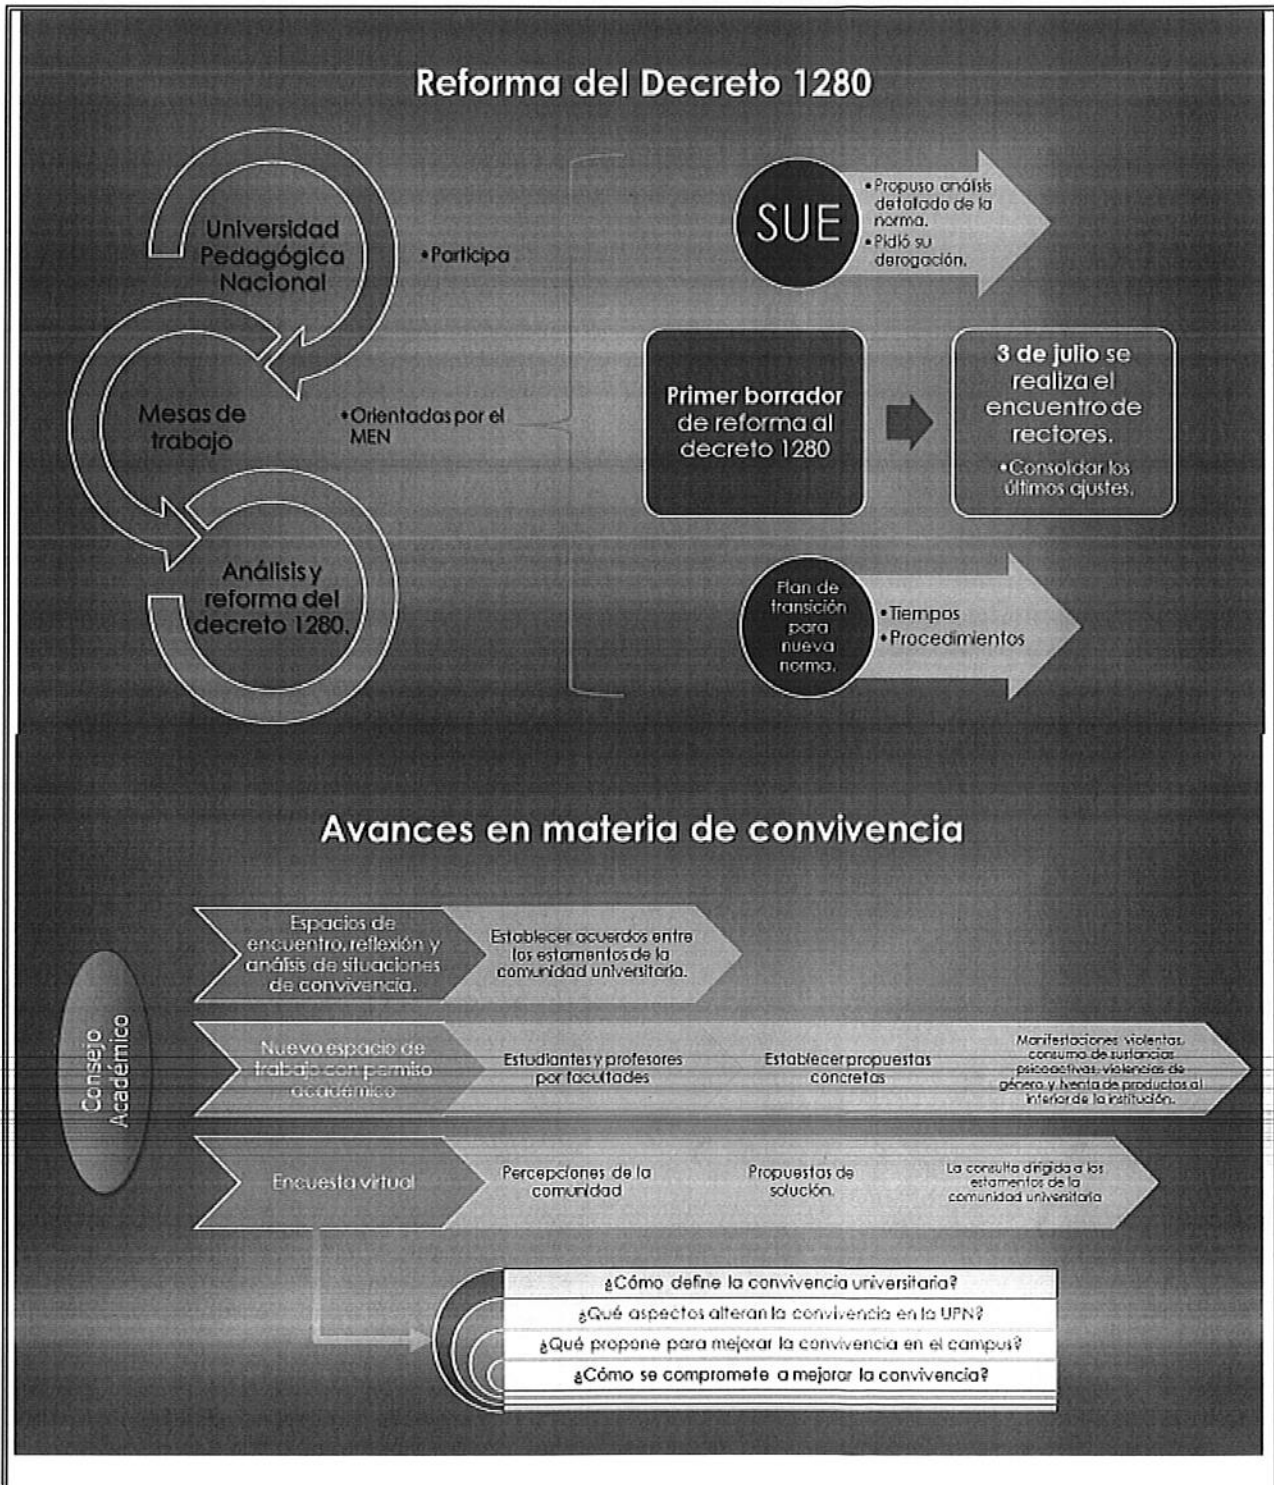 Reforma del Decreto 1280
Universidad
Pedagógica
Nacional
•Participa
Mesas de
trabajo
•Orientadas por el
MEN
Análisis y
reforma del
decreto 1280.
SUE
•Propuso análisis
detallado de la
norma.
•Pidió su
derogación.
Primer borrador
de reforma al
decreto 1280
3 de julio se
realiza el
encuentro de
rectores.
•Consolidar los
últimos ajustes.
Plan de
transición
para
nueva
norma.
•Tiempos
•Procedimientos
Avances en materia de convivencia
Consejo
Académico
Espacios de
encuentro, reflexión y
análisis de situaciones
de convivencia.
Establecer acuerdos entre
los estamentos de la
comunidad universitaria.
Nuevo espacio de
trabajo con permiso
académico
Estudiantes y profesores
por facultades
Establecer propuestas
concretas
Manifestaciones violentas,
consumo de sustancias
psicoactivas, violencias de
género y venta de productos al
interior de la institución.
Encuesta virtual
Percepciones de la
comunidad
Propuestas de
solución.
La consulta dirigida a los
estamentos de la
comunidad universitaria
¿Cómo define la convivencia universitaria?
¿Qué aspectos alteran la convivencia en la UPN?
¿Qué propone para mejorar la convivencia en el campus?
¿Cómo se compromete a mejorar la convivencia?